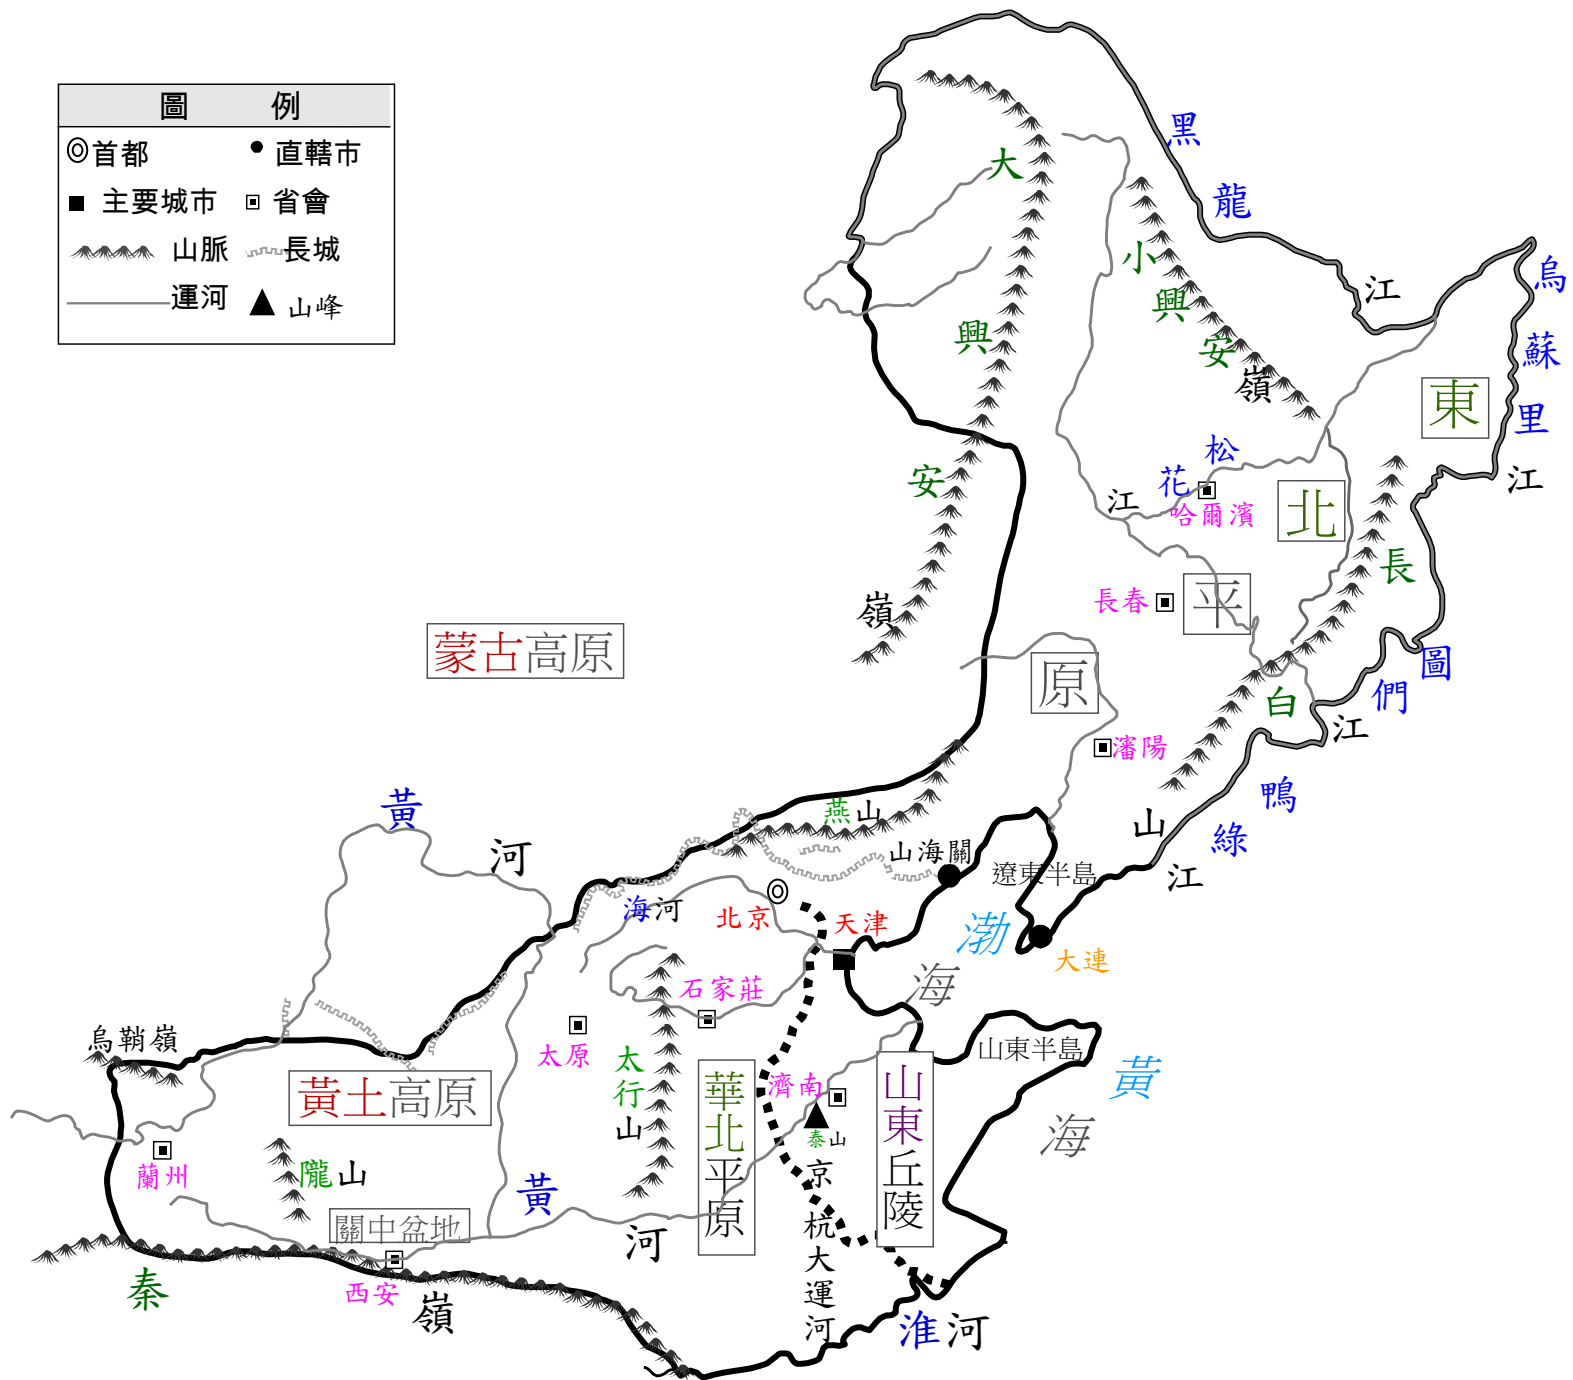 圖 例
首都 直轄市
主要城市 省會
山脈 長城
運河 山峰
黑龍江
大興安嶺
小興安嶺
烏蘇里江
東北平原
松花江
哈爾濱
長春
瀋陽
長白山
圖們江
鴨綠江
蒙古高原
燕山
山海關
遼東半島
大連
渤海
黃河
海河
北京
天津
石家莊
太原
太行山
華北平原
濟南
泰山
山東丘陵
山東半島
黃海
烏鞘嶺
黃土高原
蘭州
隴山
關中盆地
西安
秦嶺
黃河
京杭大運河
淮河